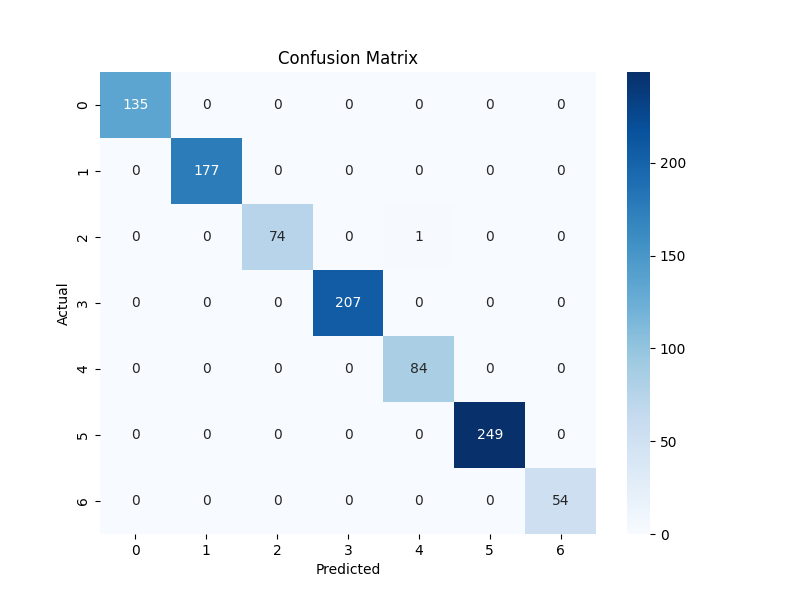 Confusion Matrix
0 135 0 0 0 0 0 0
1 0 177 0 0 0 0 0
2 0 0 74 0 1 0 0
3 0 0 0 207 0 0 0
4 0 0 0 0 84 0 0
5 0 0 0 0 0 249 0
6 0 0 0 0 0 0 54
0 1 2 3 4 5 6
Predicted
Actual
200
150
100
50
0